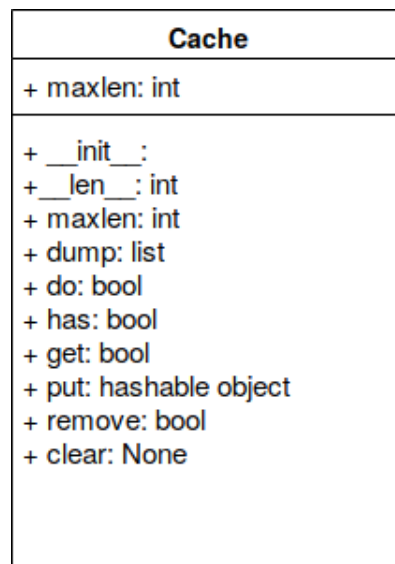 Cache
+ maxlen: int
+ __init__:
+__len__: int
+ maxlen: int
+ dump: list
+ do: bool
+ has: bool
+ get: bool
+ put: hashable object
+ remove: bool
+ clear: None